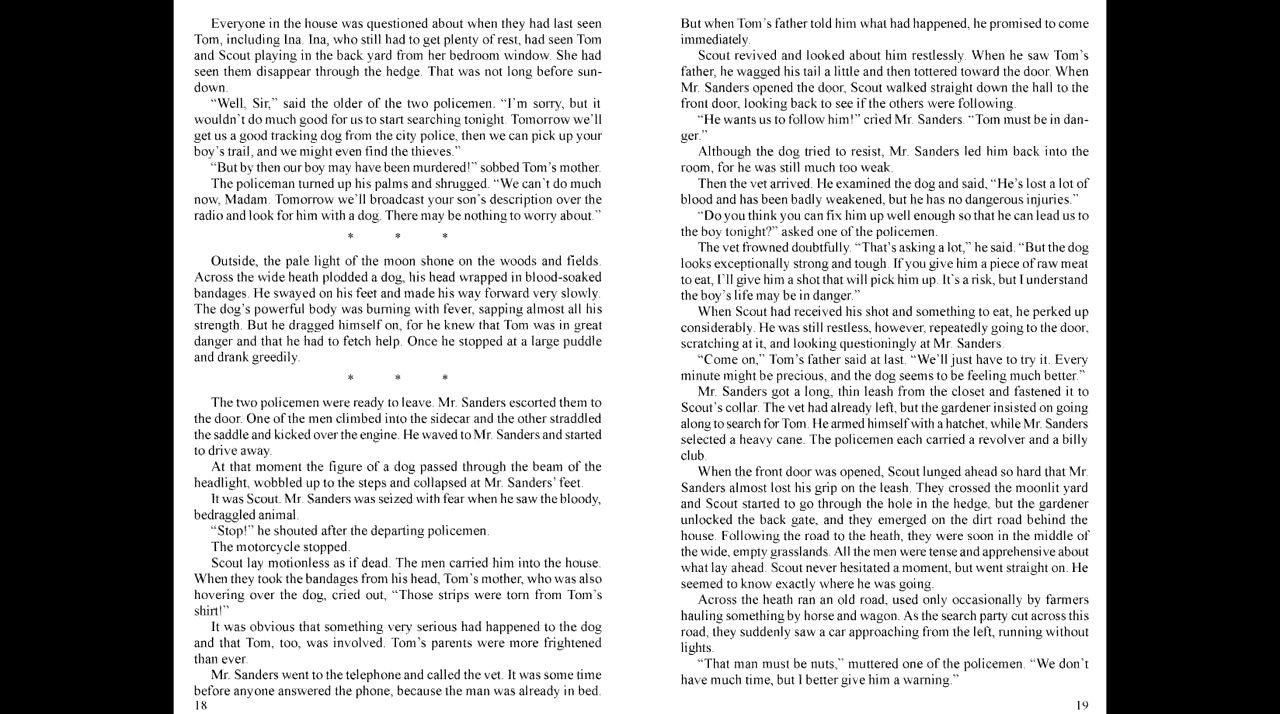 Everyone in the house was questioned about when they had last seen
Tom, including Ina. Ina, who still had to get plenty of rest, had seen Tom
and Scout playing in the back yard from her bedroom window. She had
seen them disappear through the hedge. That was not long before sun-
down.
“Well, Sir,” said the older of the two policemen. “I’m sorry, but it
wouldn’t do much good for us to start searching tonight. Tomorrow we’ll
get us a good tracking dog from the city police, then we can pick up your
boy’s trail, and we might even find the thieves.”
“But by then our boy may have been murdered!” sobbed Tom’s mother.
The policeman turned up his palms and shrugged. “We can’t do much
now, Madam. Tomorrow we’ll broadcast your son’s description over the
radio and look for him with a dog. There may be nothing to worry about.”
* * *
Outside, the pale light of the moon shone on the woods and fields.
Across the wide heath plodded a dog, his head wrapped in blood-soaked
bandages. He swayed on his feet and made his way forward very slowly.
The dog’s powerful body was burning with fever, sapping almost all his
strength. But he dragged himself on, for he knew that Tom was in great
danger and that he had to fetch help. Once he stopped at a large puddle
and drank greedily.
* * *
The two policemen were ready to leave. Mr. Sanders escorted them to
the door. One of the men climbed into the sidecar and the other straddled
the saddle and kicked over the engine. He waved to Mr. Sanders and started
to drive away.
At that moment the figure of a dog passed through the beam of the
headlight, wobbled up to the steps and collapsed at Mr. Sanders’ feet.
It was Scout. Mr. Sanders was seized with fear when he saw the bloody,
bedraggled animal.
“Stop!” he shouted after the departing policemen.
The motorcycle stopped.
Scout lay motionless as if dead. The men carried him into the house.
When they took the bandages from his head, Tom’s mother, who was also
hovering over the dog, cried out, “Those strips were torn from Tom’s
shirt!”
It was obvious that something very serious had happened to the dog
and that Tom, too, was involved. Tom’s parents were more frightened
than ever.
Mr. Sanders went to the telephone and called the vet. It was some time
before anyone answered the phone, because the man was already in bed.
18
But when Tom’s father told him what had happened, he promised to come
immediately.
Scout revived and looked about him restlessly. When he saw Tom’s
father, he wagged his tail a little and then tottered toward the door. When
Mr. Sanders opened the door, Scout walked straight down the hall to the
front door, looking back to see if the others were following.
“He wants us to follow him!” cried Mr. Sanders. “Tom must be in dan-
ger.”
Although the dog tried to resist, Mr. Sanders led him back into the
room, for he was still much too weak.
Then the vet arrived. He examined the dog and said, “He’s lost a lot of
blood and has been badly weakened, but he has no dangerous injuries.”
“Do you think you can fix him up well enough so that he can lead us to
the boy tonight?” asked one of the policemen.
The vet frowned doubtfully. “That’s asking a lot,” he said. “But the dog
looks exceptionally strong and tough. If you give him a piece of raw meat
to eat, I’ll give him a shot that will pick him up. It’s a risk, but I understand
the boy’s life may be in danger.”
When Scout had received his shot and something to eat, he perked up
considerably. He was still restless, however, repeatedly going to the door,
scratching at it, and looking questioningly at Mr. Sanders.
“Come on,” Tom’s father said at last. “We’ll just have to try it. Every
minute might be precious, and the dog seems to be feeling much better.”
Mr. Sanders got a long, thin leash from the closet and fastened it to
Scout’s collar. The vet had already left, but the gardener insisted on going
along to search for Tom. He armed himself with a hatchet, while Mr. Sanders
selected a heavy cane. The policemen each carried a revolver and a billy
club.
When the front door was opened, Scout lunged ahead so hard that Mr.
Sanders almost lost his grip on the leash. They crossed the moonlit yard
and Scout started to go through the hole in the hedge, but the gardener
unlocked the back gate, and they emerged on the dirt road behind the
house. Following the road to the heath, they were soon in the middle of
the wide, empty grasslands. All the men were tense and apprehensive about
what lay ahead. Scout never hesitated a moment, but went straight on. He
seemed to know exactly where he was going.
Across the heath ran an old road, used only occasionally by farmers
hauling something by horse and wagon. As the search party cut across this
road, they suddenly saw a car approaching from the left, running without
lights.
“That man must be nuts,” muttered one of the policemen. “We don’t
have much time, but I better give him a warning.”
19